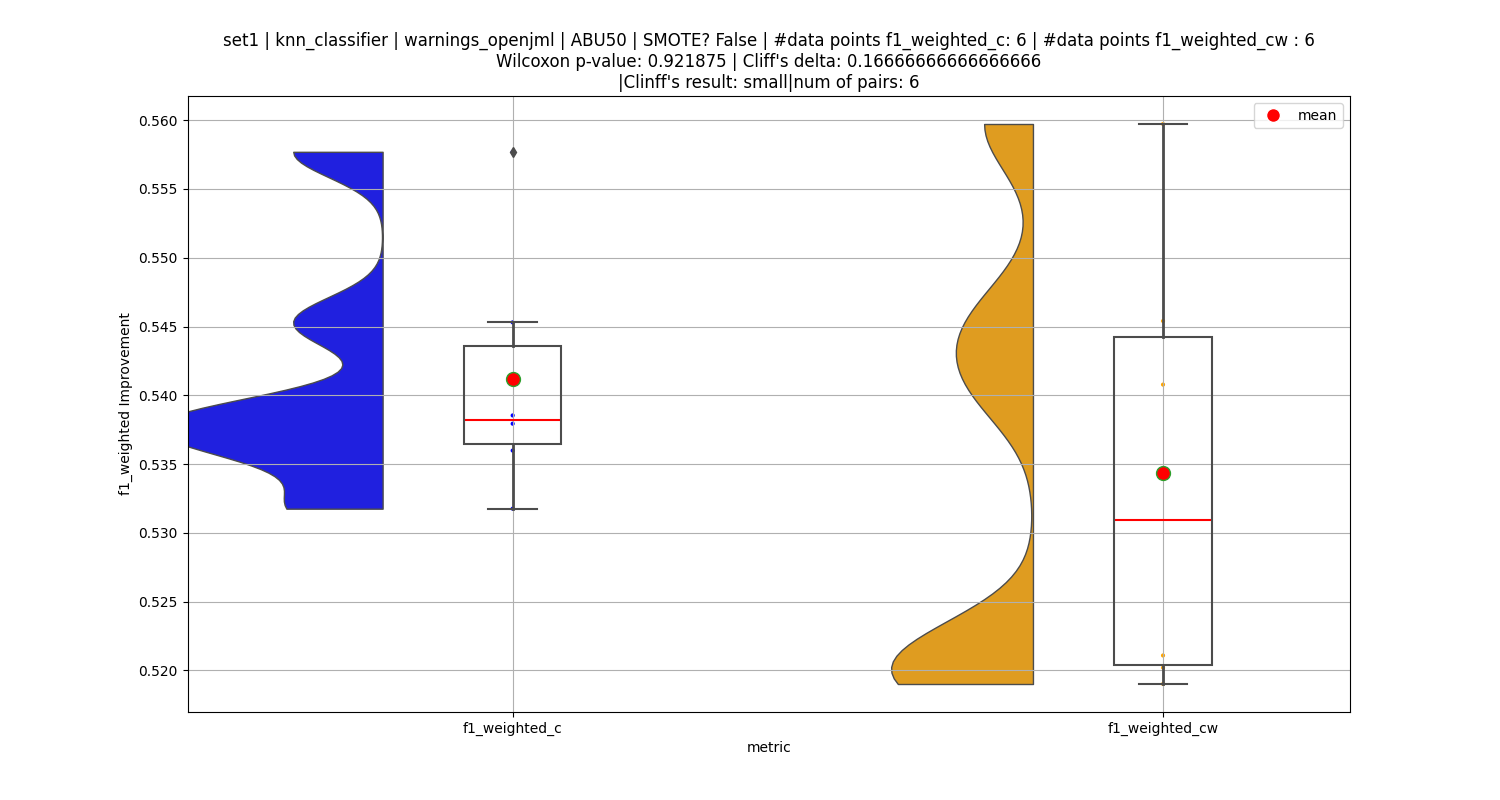 set1 | knn_classifier | warnings_openjml | ABU50 | SMOTE? False | #data points f1_weighted_c: 6 | #data points f1_weighted_cw : 6
Wilcoxon p-value: 0.921875 | Cliff's delta: 0.16666666666666666
|Clinff's result: small|num of pairs: 6
mean
0.560
0.555
0.550
0.545
0.540
0.535
0.530
0.525
0.520
f1_weighted Improvement
f1_weighted_c
f1_weighted_cw
metric